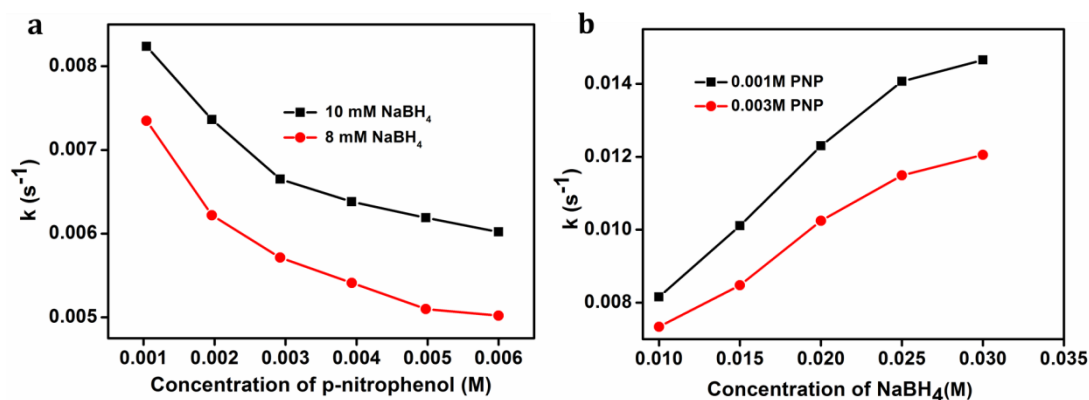 a
0.008
0.007
0.006
0.005
k (s⁻¹)
10 mM NaBH₄
8 mM NaBH₄
0.001 0.002 0.003 0.004 0.005 0.006
Concentration of p-nitrophenol (M)
b
0.014
0.012
0.010
0.008
k (s⁻¹)
0.001M PNP
0.003M PNP
0.010 0.015 0.020 0.025 0.030 0.035
Concentration of NaBH₄(M)